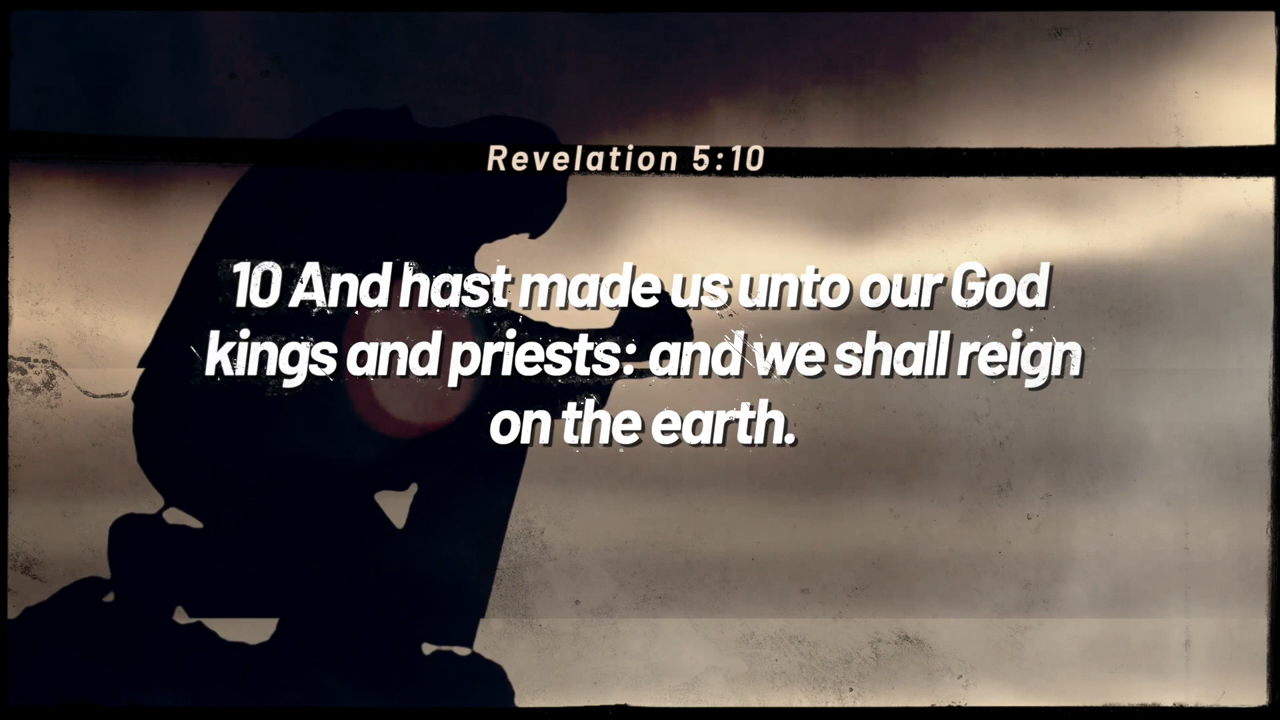 Revelation 5:10
10 And hast made us unto our God
kings and priests: and we shall reign
on the earth.